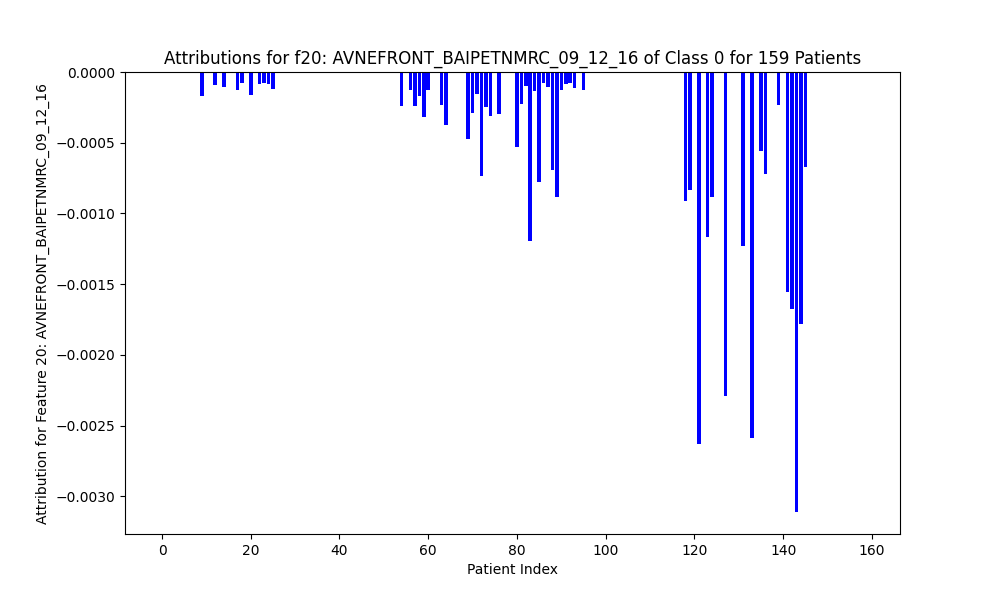 Attributions for f20: AVNEFRONT_BAIPETNMRC_09_12_16 of Class 0 for 159 Patients
Attribution for Feature 20: AVNEFRONT_BAIPETNMRC_09_12_16
0.0000
−0.0005
−0.0010
−0.0015
−0.0020
−0.0025
−0.0030
0 20 40 60 80 100 120 140 160
Patient Index